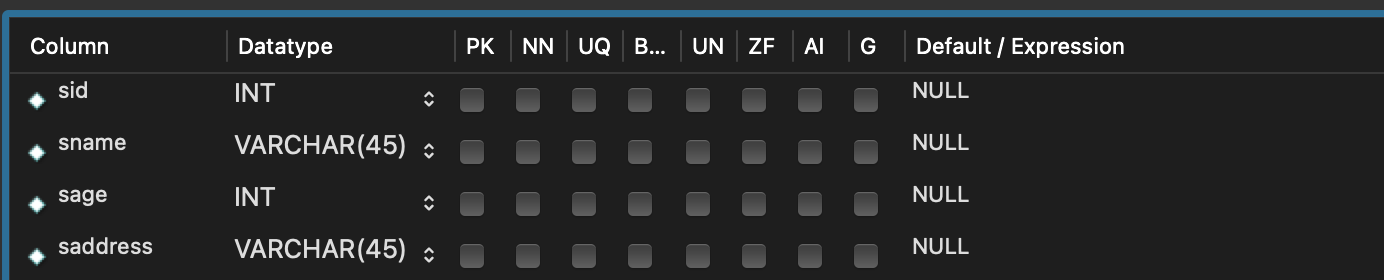 Column Datatype PK NN UQ B... UN ZF AI G Default / Expression
sid INT NULL
sname VARCHAR(45) NULL
sage INT NULL
saddress VARCHAR(45) NULL